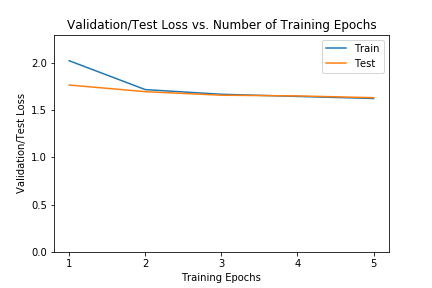 Validation/Test Loss vs. Number of Training Epochs
Train
Test
Validation/Test Loss
2.0
1.5
1.0
0.5
0.0
1 2 3 4 5
Training Epochs